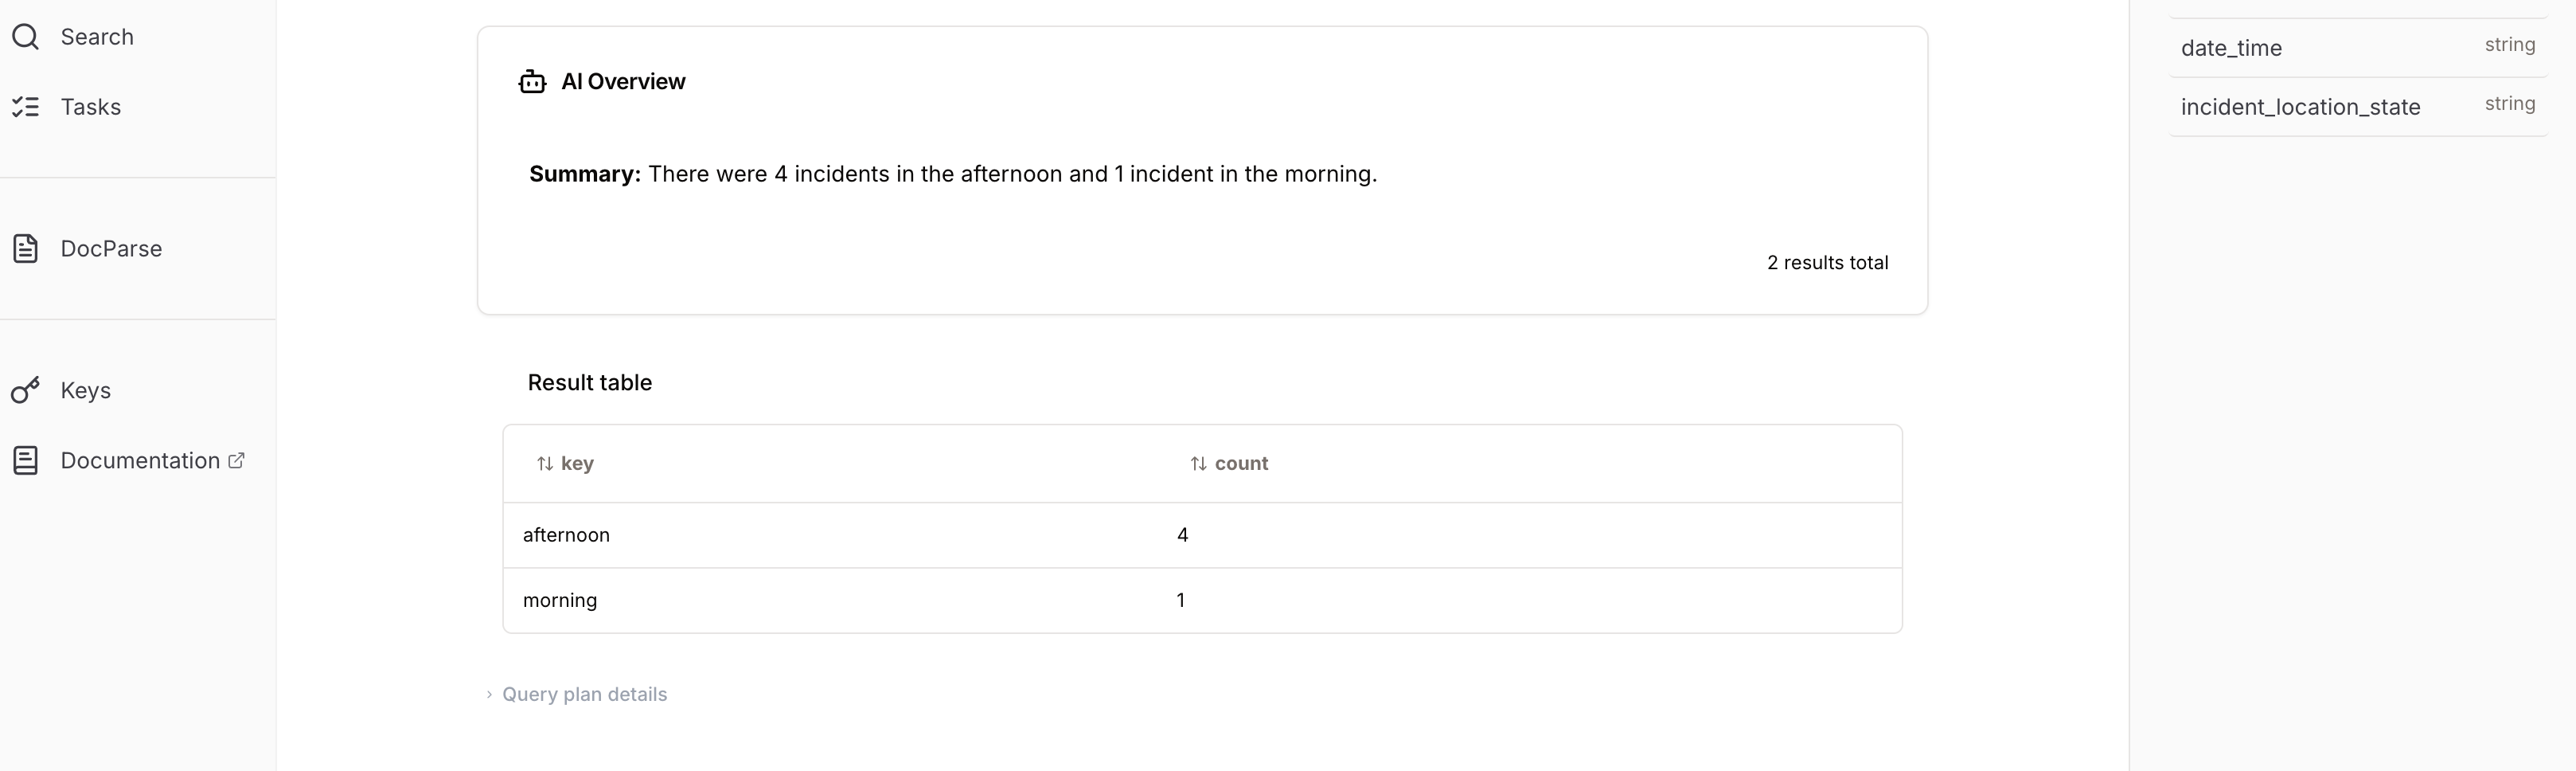 Search
Tasks
DocParse
Keys
Documentation
AI Overview
Summary: There were 4 incidents in the afternoon and 1 incident in the morning.
2 results total
Result table
key count
afternoon 4
morning 1
Query plan details
date_time string
incident_location_state string